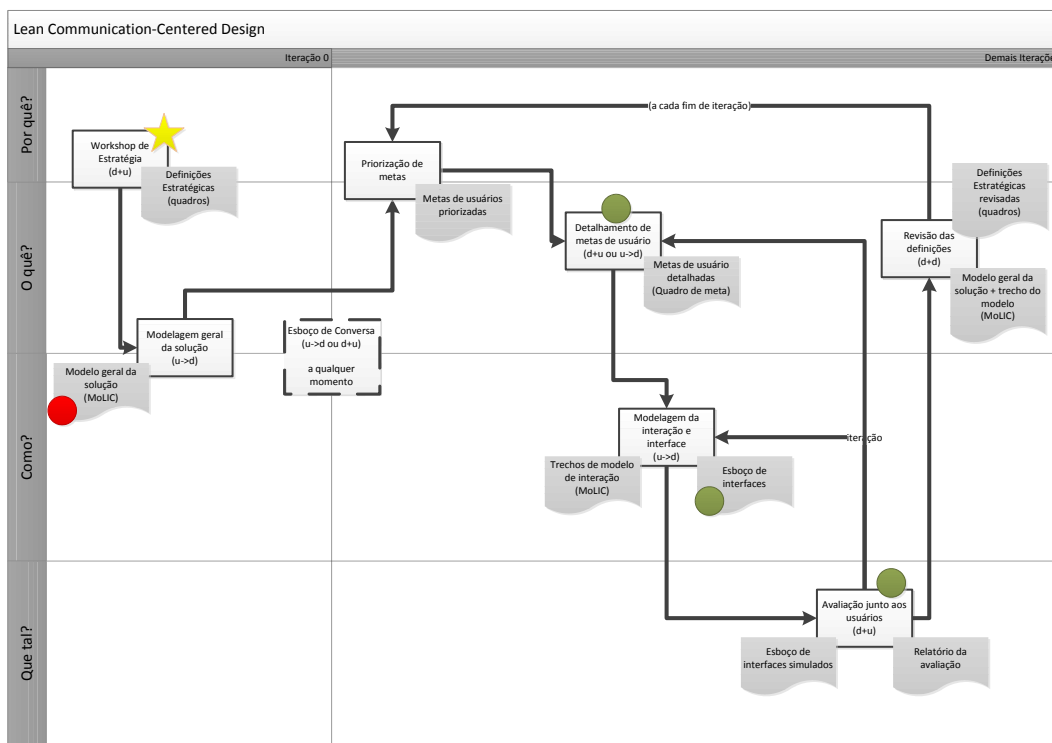 Lean Communication-Centered Design
Iteração 0
Demais Iteraçõe
Por quê?
Workshop de
Estratégia
(d+u)
Definições
Estratégicas
(quadros)
Priorização de
metas
Metas de usuários
priorizadas
(a cada fim de iteração)
Definições
Estratégicas
revisadas
(quadros)
O quê?
Detalhamento de
metas de usuário
(d+u ou u->d)
Metas de usuário
detalhadas
(Quadro de meta)
Revisão das
definições
(d+d)
Modelo geral da
solução + trecho do
modelo
(MoLIC)
Modelagem geral
da solução
(u->d)
Esboço de Conversa
(u->d ou d+u)
a qualquer
momento
Como?
Modelo geral da
solução
(MoLIC)
Modelagem da
interação e
interface
(u->d)
iteração
Trechos de modelo
de interação
(MoLIC)
Esboço de
interfaces
Que tal?
Avaliação junto aos
usuários
(d+u)
Esboço de
interfaces simulados
Relatório da
avaliação